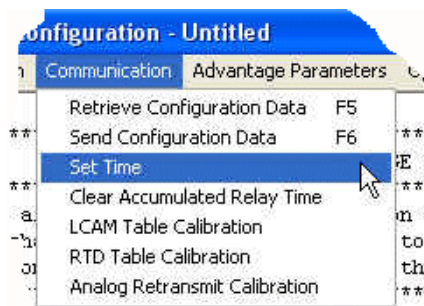 onfiguration - Untitled
Communication Advantage Parameters
Retrieve Configuration Data F5
Send Configuration Data F6
Set Time
Clear Accumulated Relay Time
LCAM Table Calibration
RTD Table Calibration
Analog Retransmit Calibration